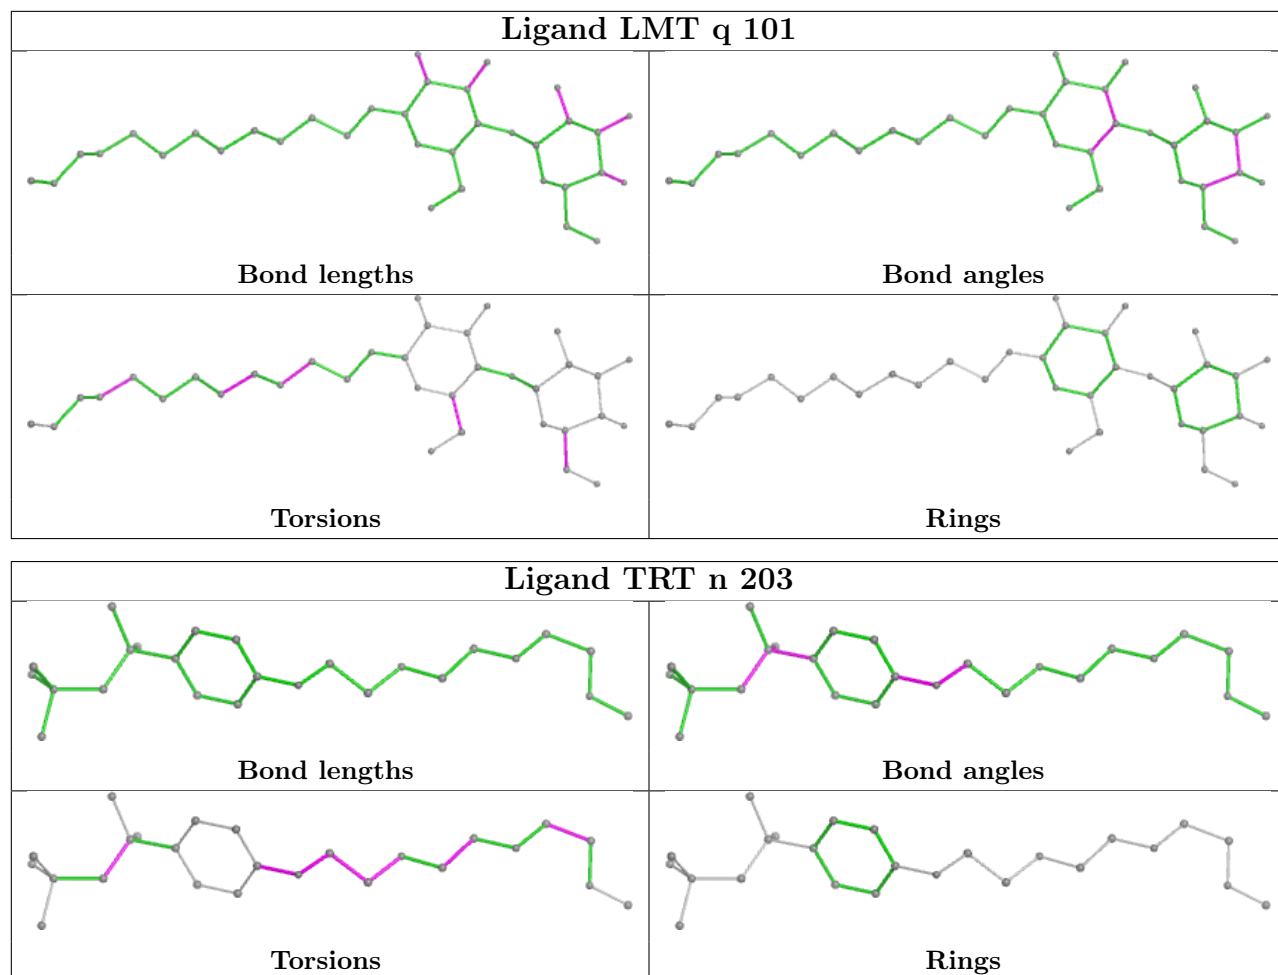 Ligand LMT q 101
Bond lengths
Bond angles
Torsions
Rings
Ligand TRT n 203
Bond lengths
Bond angles
Torsions
Rings